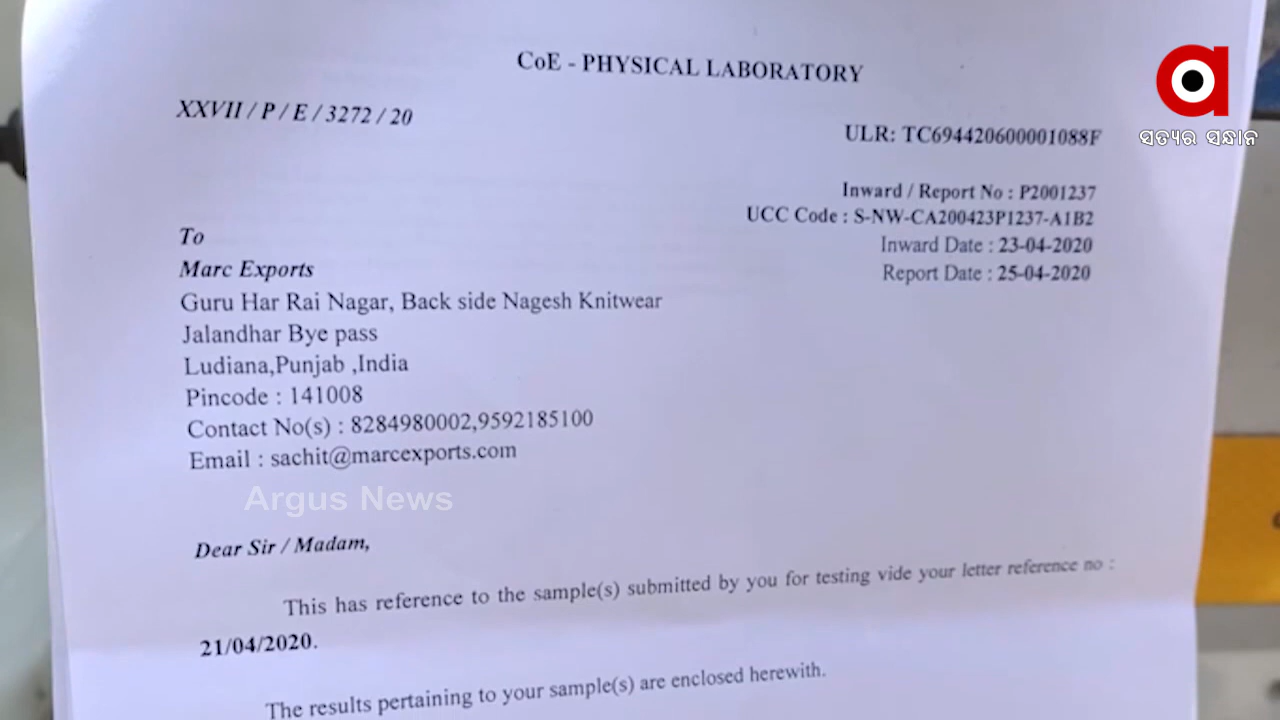 CoE - PHYSICAL LABORATORY
XXVII / P / E / 3272 / 20
ULR: TC694420600001088F
Inward / Report No : P2001237
UCC Code : S-NW-CA200423P1237-A1B2
Inward Date : 23-04-2020
Report Date : 25-04-2020
To
Marc Exports
Guru Har Rai Nagar, Back side Nagesh Knitwear
Jalandhar Bye pass
Ludiana,Punjab ,India
Pincode : 141008
Contact No(s) : 8284980002,9592185100
Email : sachit@marcexports.com
Dear Sir / Madam,
This has reference to the sample(s) submitted by you for testing vide your letter reference no :
21/04/2020.
The results pertaining to your sample(s) are enclosed herewith.
Argus News
ସତ୍ୟର ସନ୍ଧାନ